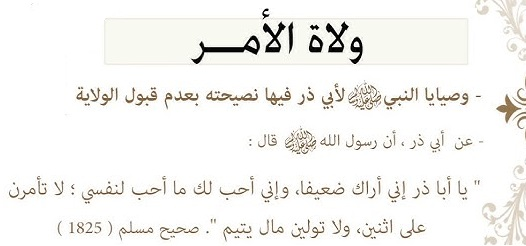 ولاة الأمـــر
- وصايا النبي ﷺ لأبي ذر فيها نصيحته بعدم قبول الولاية
- عن أبي ذر ، أن رسول الله ﷺ قال :
" يا أبا ذر إني أراك ضعيفا، وإني أحب لك ما أحب لنفسي ؛ لا تأمرن
على اثنين، ولا تولين مال يتيم ". صحيح مسلم ( 1825 )